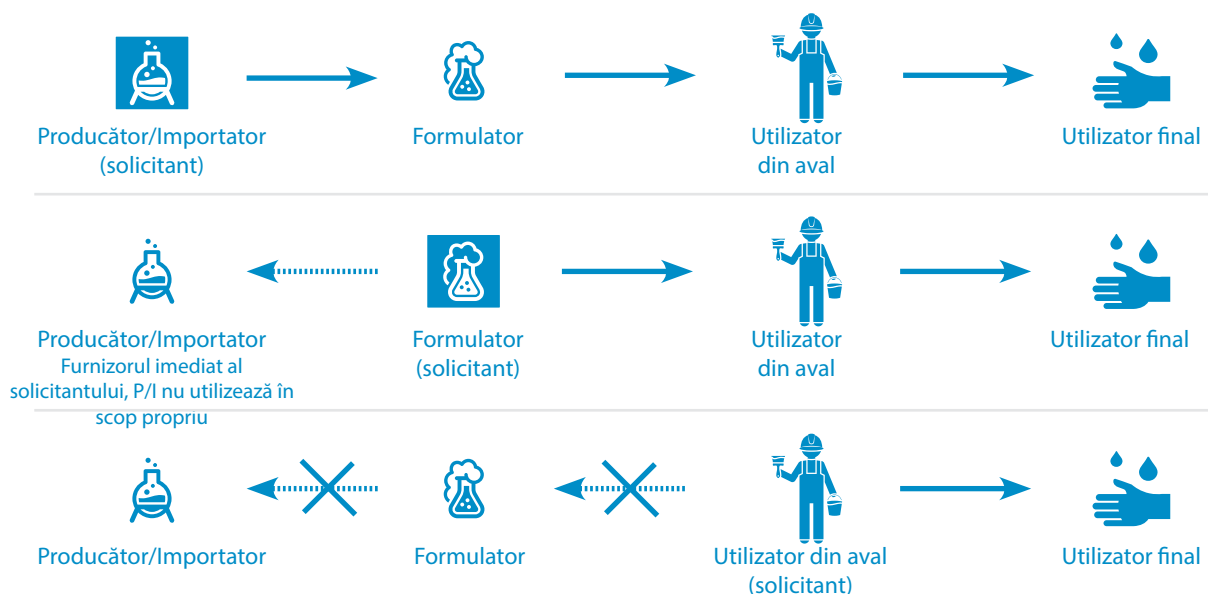 Producător/Importator
(solicitant)
Formulator
Utilizator
din aval
Utilizator final
Producător/Importator
Furnizorul imediat al
solicitantului, P/I nu utilizează în
scop propriu
Formulator
(solicitant)
Utilizator
din aval
Utilizator final
Producător/Importator
Formulator
Utilizator din aval
(solicitant)
Utilizator final